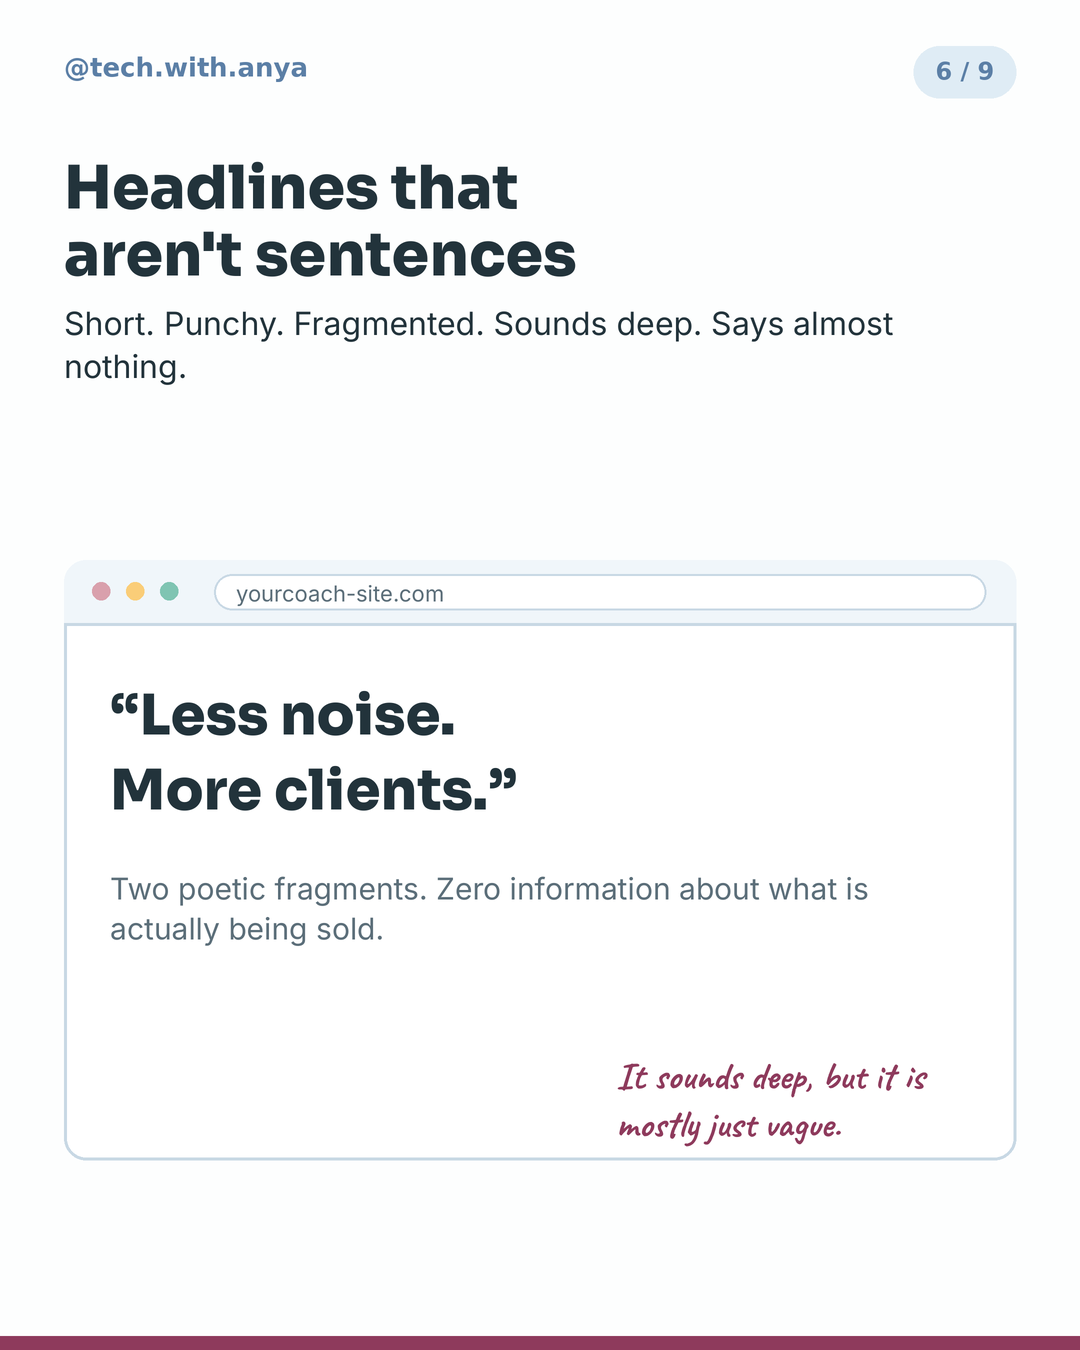 @tech.with.anya
6 / 9
Headlines that
aren't sentences
Short. Punchy. Fragmented. Sounds deep. Says almost
nothing.
yourcoach-site.com
“Less noise.
More clients.”
Two poetic fragments. Zero information about what is
actually being sold.
It sounds deep, but it is
mostly just vague.